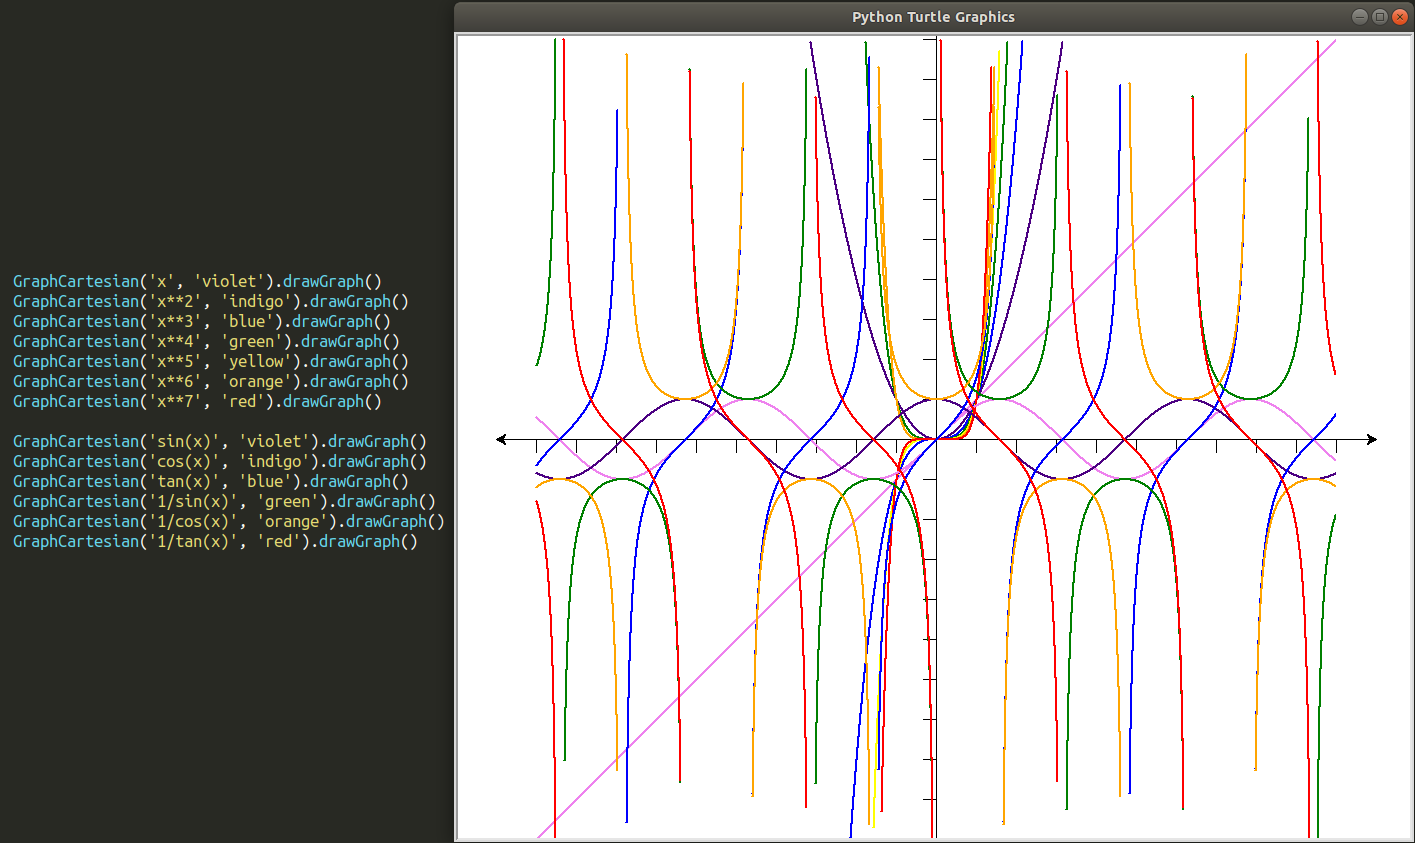 Python Turtle Graphics
GraphCartesian('x', 'violet').drawGraph()
GraphCartesian('x**2', 'indigo').drawGraph()
GraphCartesian('x**3', 'blue').drawGraph()
GraphCartesian('x**4', 'green').drawGraph()
GraphCartesian('x**5', 'yellow').drawGraph()
GraphCartesian('x**6', 'orange').drawGraph()
GraphCartesian('x**7', 'red').drawGraph()
GraphCartesian('sin(x)', 'violet').drawGraph()
GraphCartesian('cos(x)', 'indigo').drawGraph()
GraphCartesian('tan(x)', 'blue').drawGraph()
GraphCartesian('1/sin(x)', 'green').drawGraph()
GraphCartesian('1/cos(x)', 'orange').drawGraph()
GraphCartesian('1/tan(x)', 'red').drawGraph()